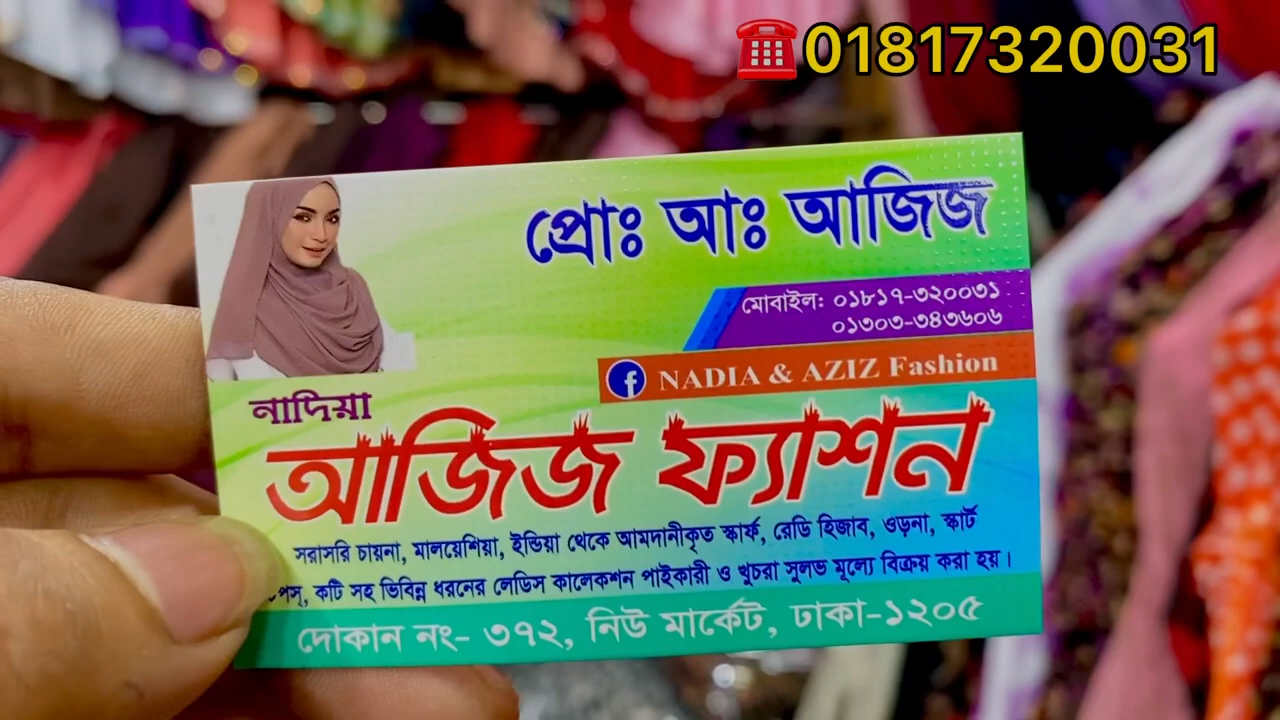 ☎01817320031
প্রোঃ আঃ আজিজ
মোবাইল: ০১৮১৭-৩২০০৩১
০১৩০৩-৩৪৩৬০৬
NADIA & AZIZ Fashion
নাদিয়া
আজিজ ফ্যাশন
সরাসরি চায়না, মালয়েশিয়া, ইন্ডিয়া থেকে আমদানীকৃত স্কার্ফ, রেডি হিজাব, ওড়না, স্কার্ট
কটি সহ ভিবিন্ন ধরনের লেডিস কালেকশন পাইকারী ও খুচরা সুলভ মূল্যে বিক্রয় করা হয়।
দোকান নং- ৩৭২, নিউ মার্কেট, ঢাকা-১২০৫